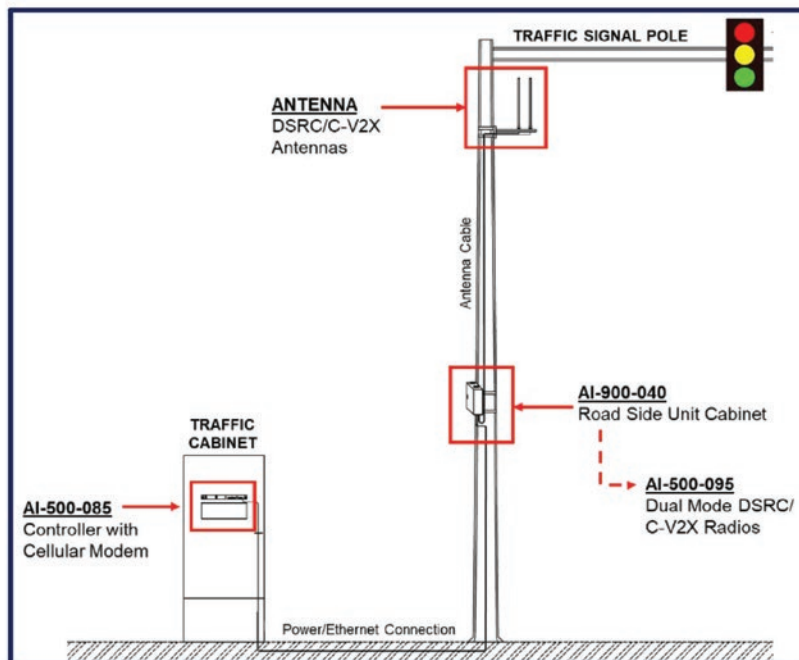 TRAFFIC SIGNAL POLE
ANTENNA
DSRC/C-V2X
Antennas
Antenna Cable
AI-900-040
Road Side Unit Cabinet
TRAFFIC
CABINET
AI-500-095
Dual Mode DSRC/
C-V2X Radios
AI-500-085
Controller with
Cellular Modem
Power/Ethernet Connection